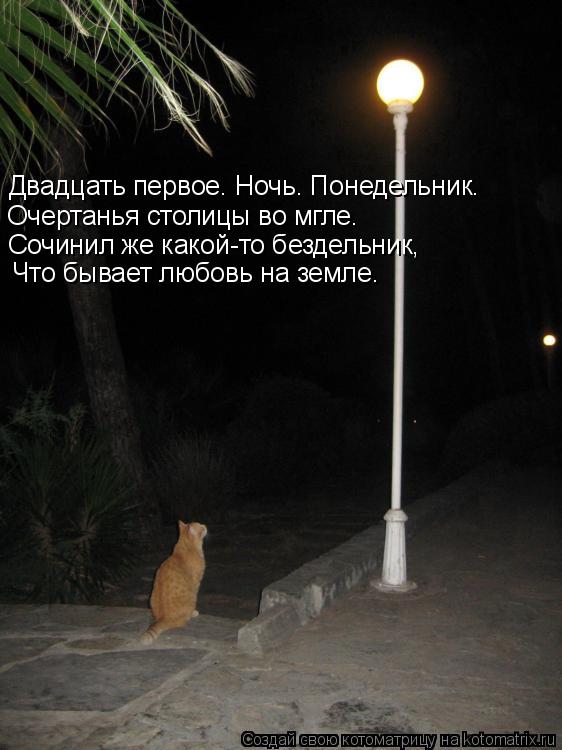 Двадцать первое. Ночь. Понедельник.
Очертанья столицы во мгле.
Сочинил же какой-то бездельник,
Что бывает любовь на земле.
Создай свою котоматрицу на kotomatrix.ru